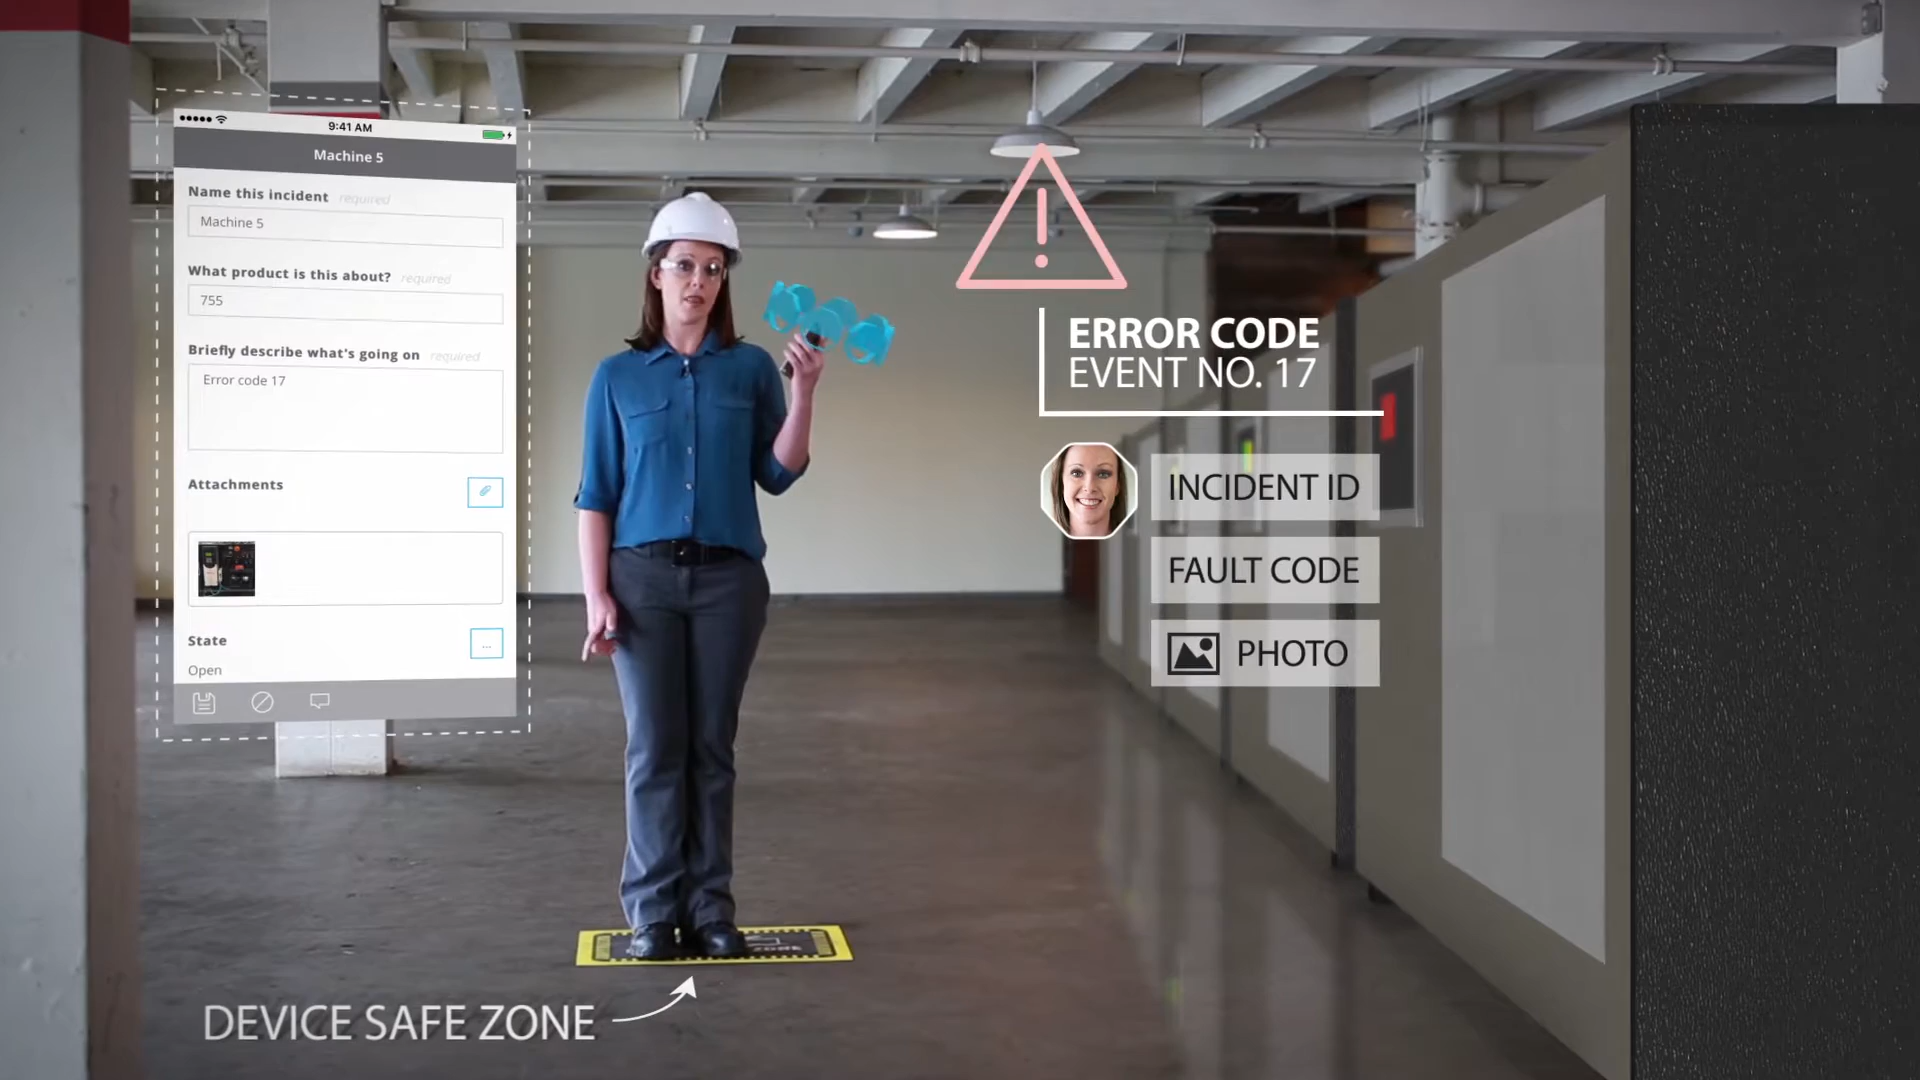 9:41 AM
Machine 5
Name this incident required
Machine 5
What product is this about? required
755
Briefly describe what's going on required
Error code 17
Attachments
State
...
Open
ERROR CODE
EVENT NO. 17
INCIDENT ID
FAULT CODE
PHOTO
ZONE
DEVICE SAFE ZONE